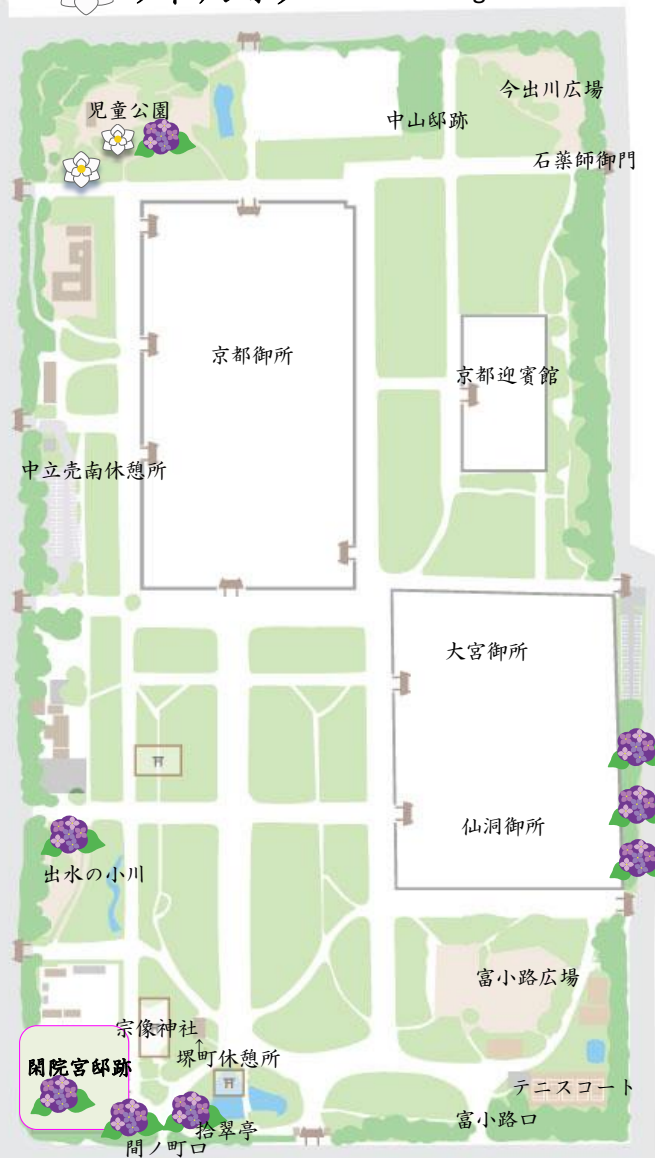 児童公園
今出川広場
中山邸跡
石薬師御門
京都御所
京都迎賓館
中立売南休憩所
大宮御所
仙洞御所
出水の小川
富小路広場
宗像神社
↑
堺町休憩所
閑院宮邸跡
テニスコート
富小路口
拾翠亭
間ノ町口